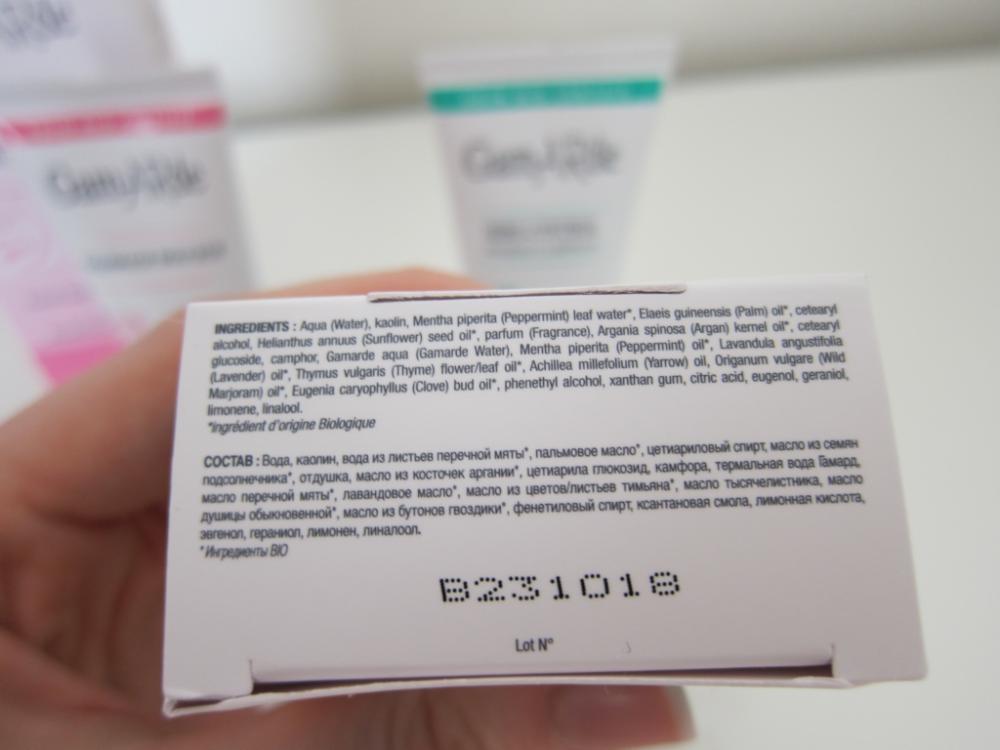 INGREDIENTS : Aqua (Water), kaolin, Mentha piperita (Peppermint) leaf water*, Elaeis guineensis (Palm) oil*, cetearyl
alcohol, Helianthus annuus (Sunflower) seed oil*, parfum (Fragrance), Argania spinosa (Argan) kernel oil*, cetearyl
glucoside, camphor, Gamarde aqua (Gamarde Water), Mentha piperita (Peppermint) oil*, Lavandula angustifolia
(Lavender) oil*, Thymus vulgaris (Thyme) flower/leaf oil*, Achillea millefolium (Yarrow) oil, Origanum vulgare (Wild
Marjoram) oil*, Eugenia caryophyllus (Clove) bud oil*, phenethyl alcohol, xanthan gum, citric acid, eugenol, geraniol,
limonene, linalool.
*Ingrédient d'origine Biologique
СОСТАВ : Вода, каолин, вода из листьев перечной мяты*, пальмовое масло*, цетиариловый спирт, масло из семян
подсолнечника*, отдушка, масло из косточек аргании*, цетиарила глюкозид, камфора, термальная вода Гамард,
масло перечной мяты*, лавандовое масло*, масло из цветов/листьев тимьяна*, масло тысячелистника, масло
душицы обыкновенной*, масло из бутонов гвоздики*, фенетиловый спирт, ксантановая смола, лимонная кислота,
эвгенол, гераниол, лимонен, линалоол.
*Ингредиенты BIO
B231018
Lot N°